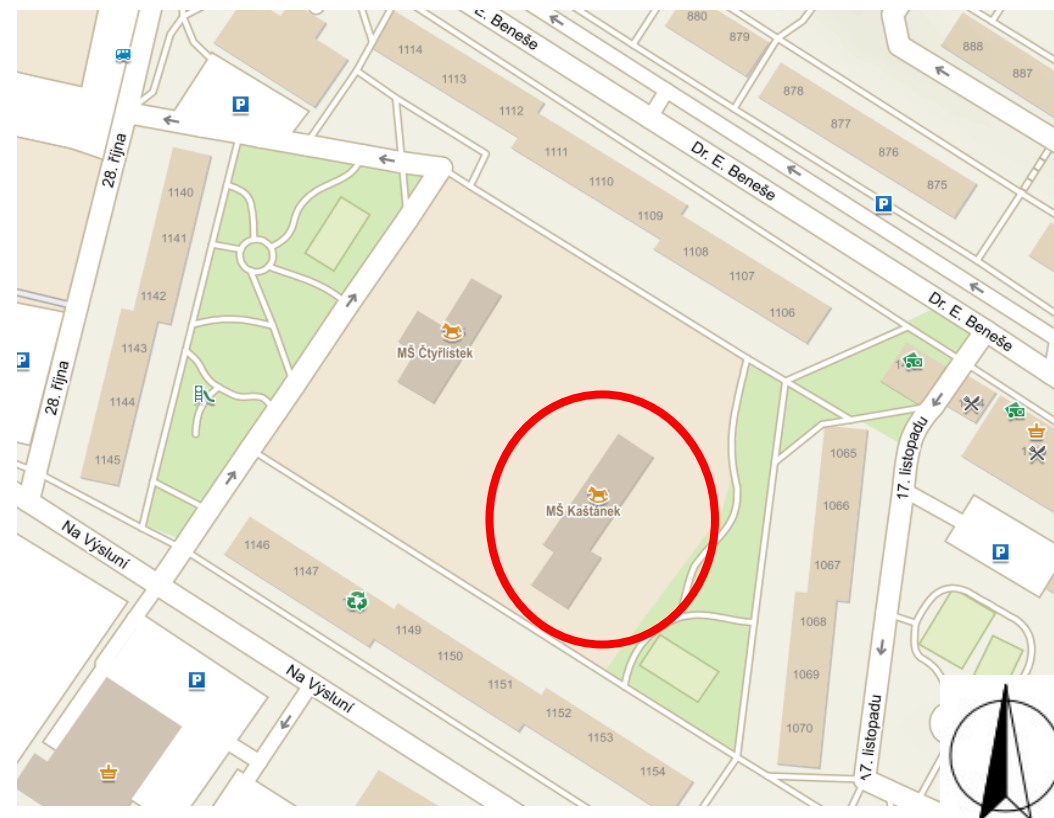 E. Beneše
880
879
888
887
1114
1113
1112
1111
1110
1109
1108
1107
1106
878
877
876
875
P
Dr. E. Beneše
P
Dr. E. Beneše
28. října
1140
1141
1142
1143
1144
1145
P
28. října
MŠ Čtyřlístek
MŠ Kaštánek
17. listopadu
1065
1066
1067
1068
1069
1070
P
17. listopadu
Na Výsluní
1146
1147
1149
1150
1151
1152
1153
1154
P
Na Výsluní